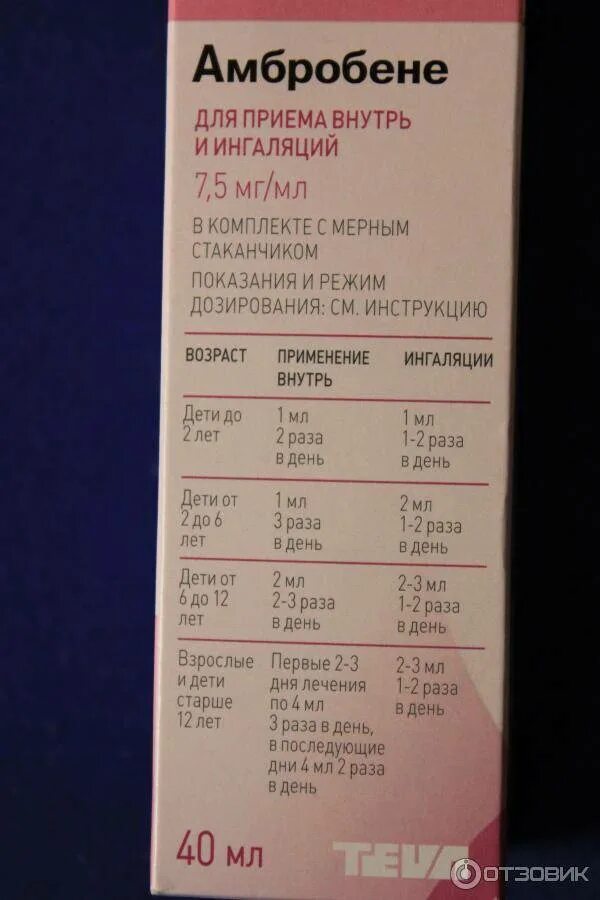 Амбробене
ДЛЯ ПРИЕМА ВНУТРЬ
И ИНГАЛЯЦИЙ
7,5 мг/мл
В КОМПЛЕКТЕ С МЕРНЫМ
СТАКАНЧИКОМ
ПОКАЗАНИЯ И РЕЖИМ
ДОЗИРОВАНИЯ: СМ. ИНСТРУКЦИЮ
ВОЗРАСТ ПРИМЕНЕНИЕ ИНГАЛЯЦИИ
ВНУТРЬ
Дети до 1 мл 1 мл
2 лет 2 раза 1-2 раза
в день в день
Дети от 1 мл 2 мл
2 до 6 3 раза 1-2 раза
лет в день в день
Дети от 2 мл 2-3 мл
6 до 12 2-3 раза 1-2 раза
лет в день в день
Взрослые Первые 2-3 2-3 мл
и дети дня лечения 1-2 раза
старше по 4 мл в день
12 лет 3 раза в день,
в последующие
дни 4 мл 2 раза
в день
40 мл TEVA
ОТЗОВИК